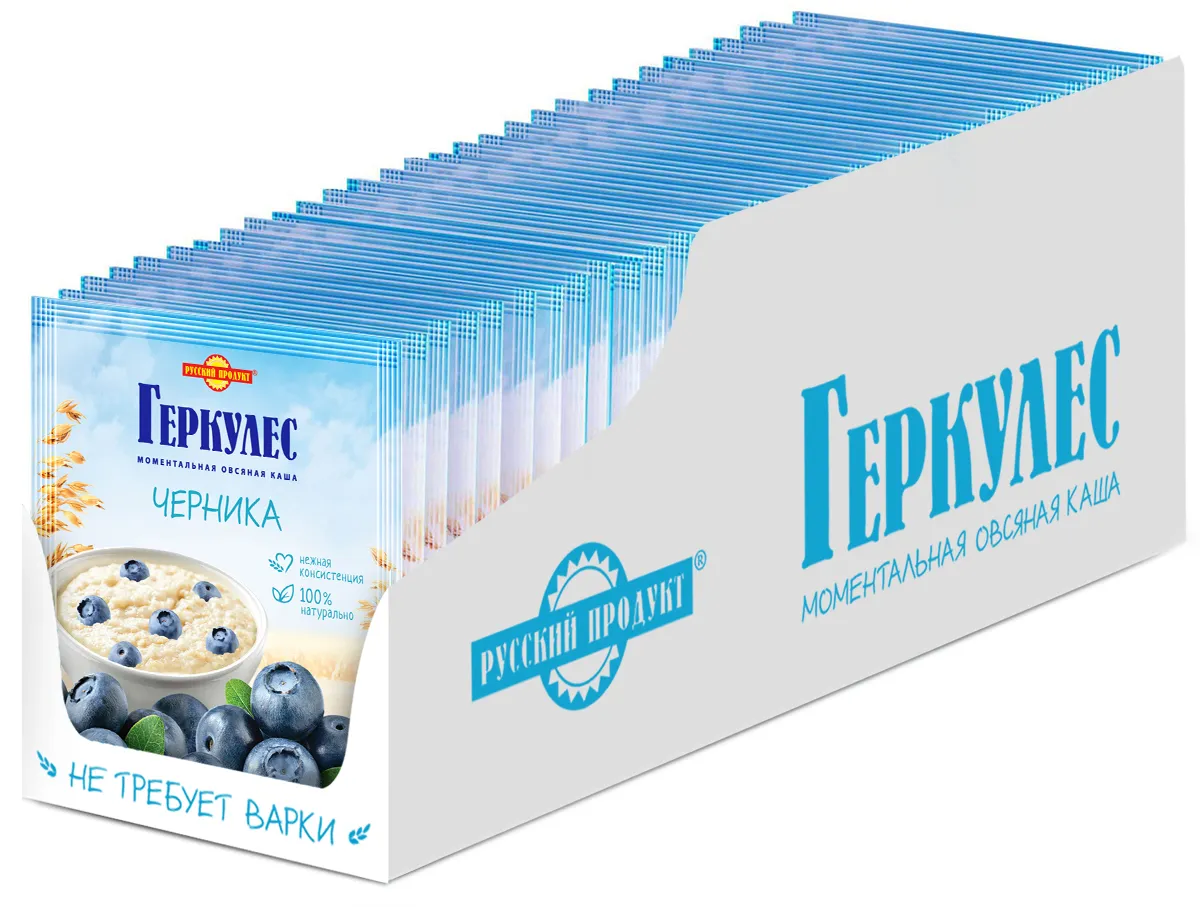 РУССКИЙ ПРОДУКТ®
ГЕРКУЛЕС
МОМЕНТАЛЬНАЯ ОВСЯНАЯ КАША
ЧЕРНИКА
нежная
консистенция
100%
натурально
НЕ ТРЕБУЕТ ВАРКИ
РУССКИЙ ПРОДУКТ®
ГЕРКУЛЕС
МОМЕНТАЛЬНАЯ ОВСЯНАЯ КАША